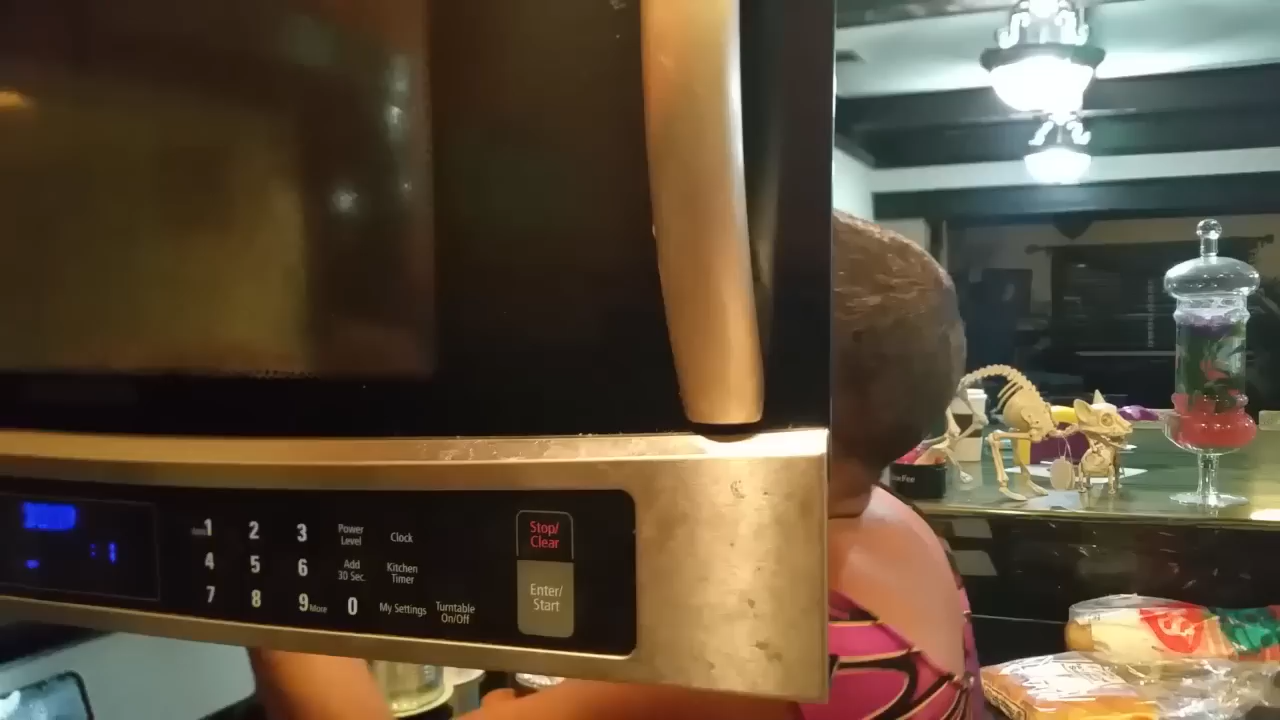 1 2 3 Power Level Clock
4 5 6 Add 30 Sec. Kitchen Timer
7 8 9 More 0 My Settings Turntable On/Off
Stop/
Clear
Enter/
Start